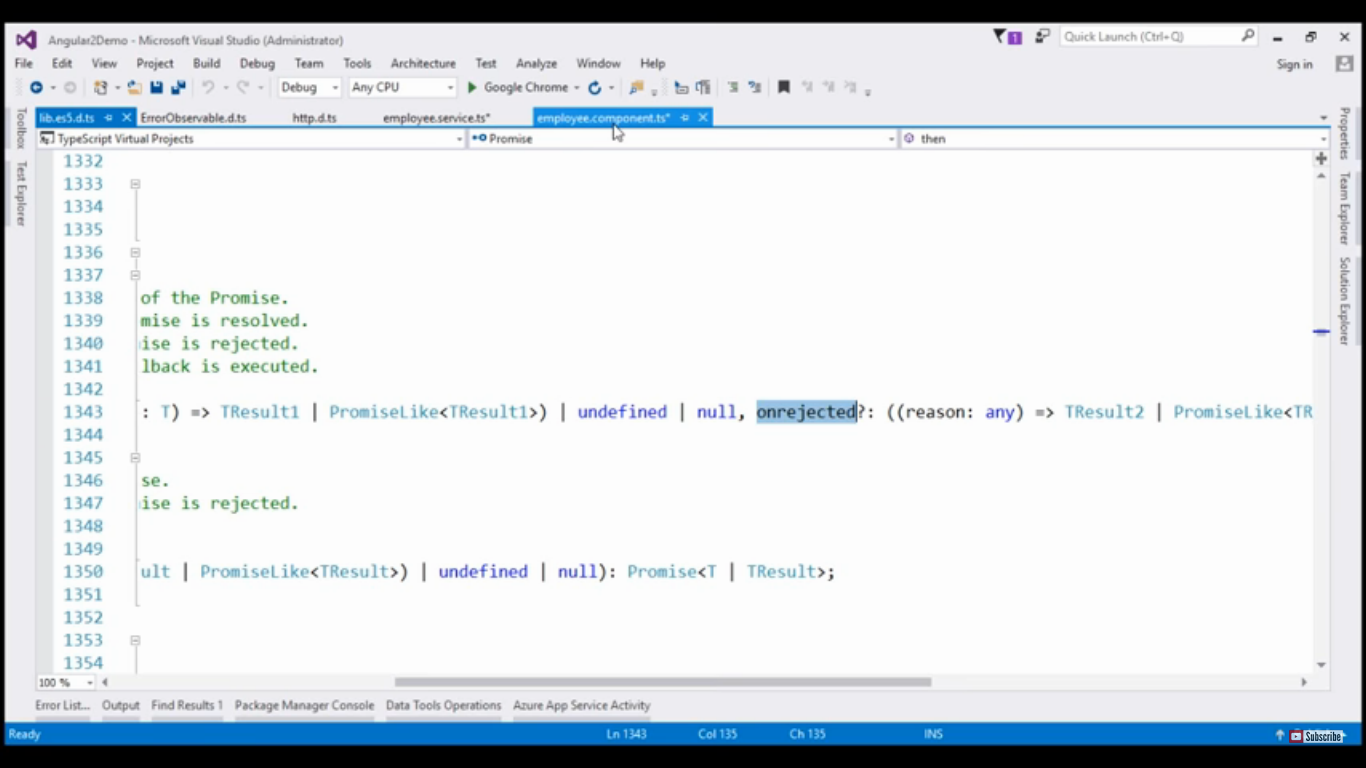 Angular2Demo - Microsoft Visual Studio (Administrator)
1
Quick Launch (Ctrl+Q)
File Edit View Project Build Debug Team Tools Architecture Test Analyze Window Help
Sign in
Debug Any CPU Google Chrome
lib.es5.d.ts ErrorObservable.d.ts http.d.ts employee.service.ts* employee.component.ts*
TypeScript Virtual Projects Promise then
Toolbox
Test Explorer
Properties
Team Explorer
Solution Explorer
1332
1333
1334
1335
1336
1337
1338 of the Promise.
1339 mise is resolved.
1340 ise is rejected.
1341 lback is executed.
1342
1343 : T) => TResult1 | PromiseLike<TResult1>) | undefined | null, onrejected?: ((reason: any) => TResult2 | PromiseLike<TR
1344
1345
1346 se.
1347 ise is rejected.
1348
1349
1350 ult | PromiseLike<TResult>) | undefined | null): Promise<T | TResult>;
1351
1352
1353
1354
100 %
Error List... Output Find Results 1 Package Manager Console Data Tools Operations Azure App Service Activity
Ready Ln 1343 Col 135 Ch 135 INS
Subscribe